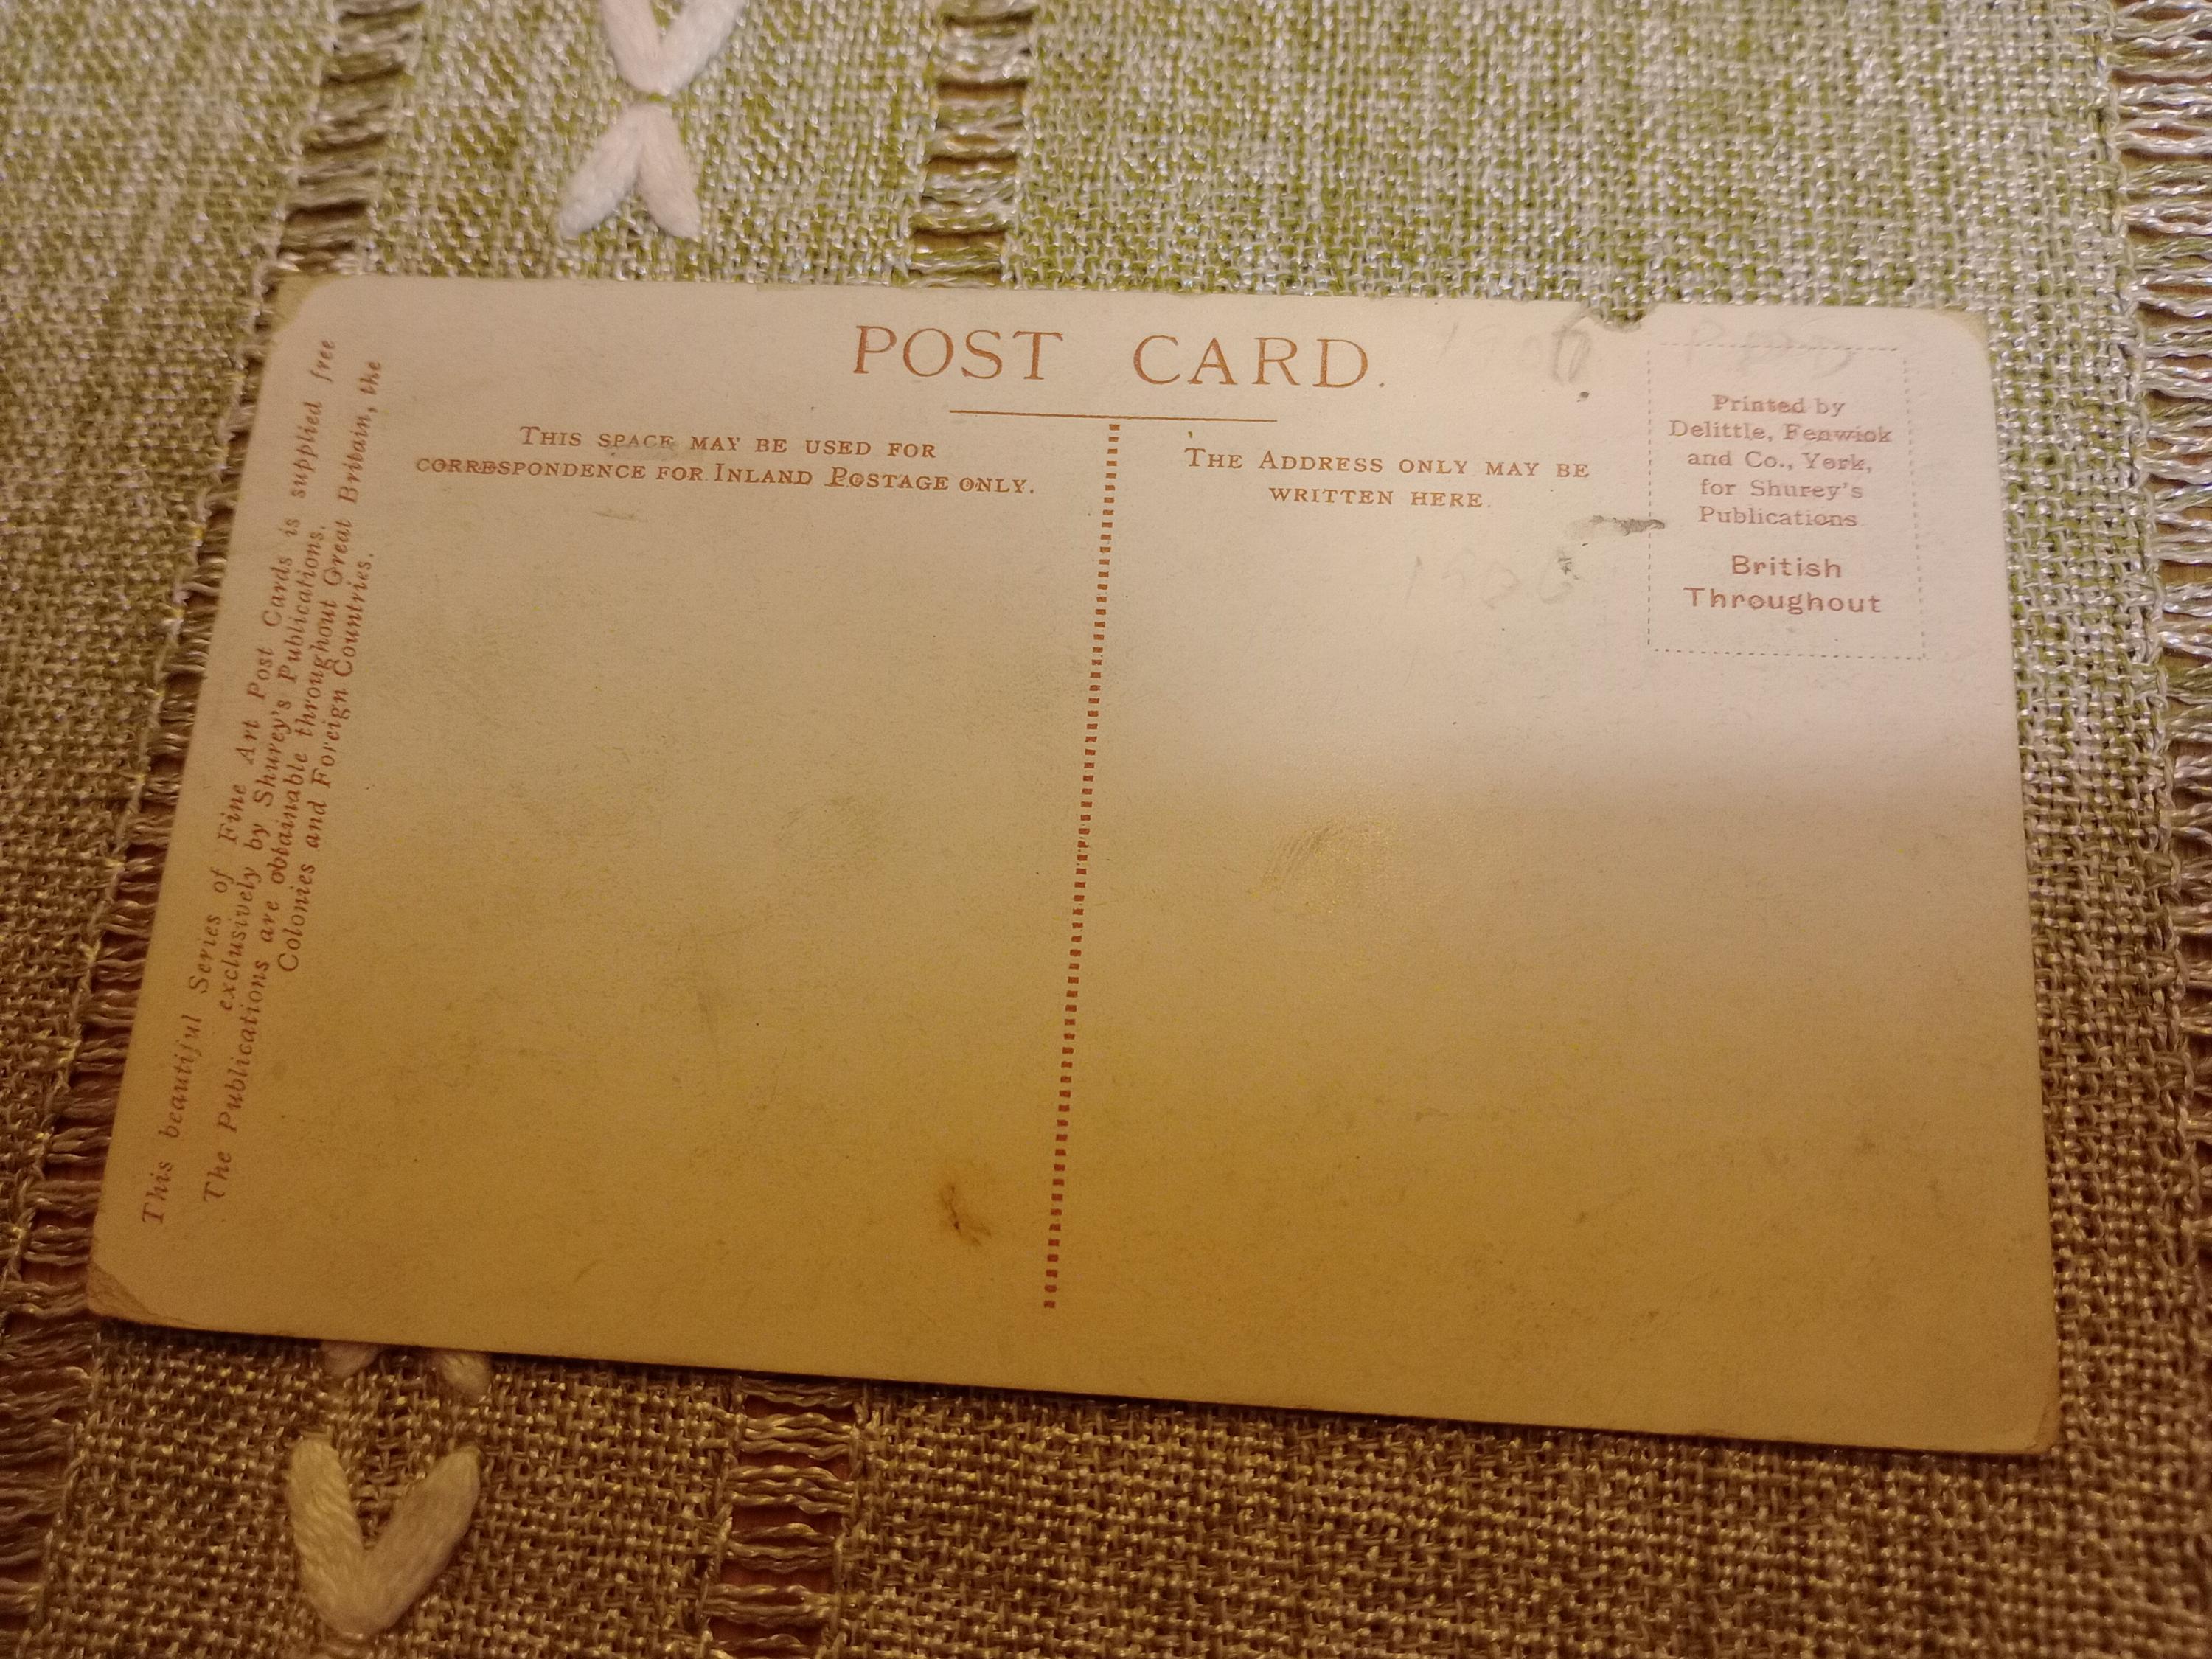 POST CARD.
THIS SPACE MAY BE USED FOR
CORRESPONDENCE FOR INLAND POSTAGE ONLY.
THE ADDRESS ONLY MAY BE
WRITTEN HERE.
Printed by
Delittle, Fenwick
and Co., York,
for Shurey's
Publications
British
Throughout
This beautiful Series of Fine Art Post Cards is supplied free
exclusively by Shurey's Publications.
The Publications are obtainable throughout Great Britain, the
Colonies and Foreign Countries.